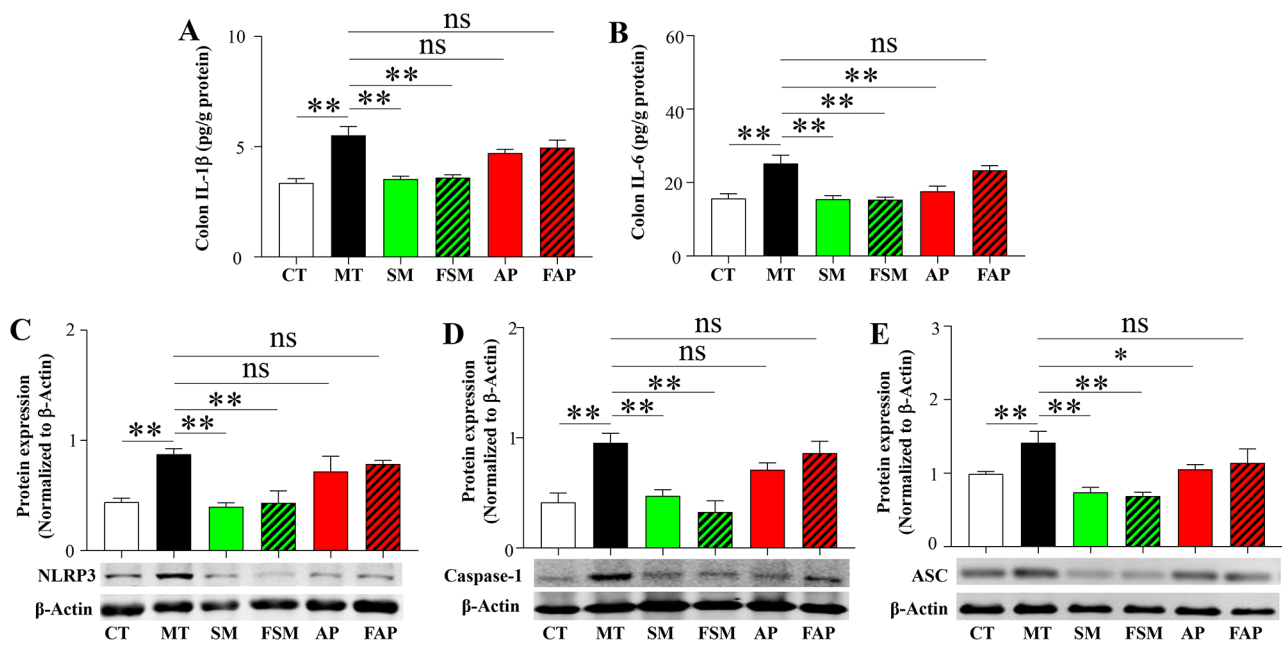 A
Colon IL-1β (pg/g protein)
10
5
0
ns
ns
**
** **
CT MT SM FSM AP FAP
B
Colon IL-6 (pg/g protein)
60
40
20
0
ns
**
**
** **
CT MT SM FSM AP FAP
C
Protein expression
(Normalized to β-Actin)
2
1
0
ns
ns
**
** **
NLRP3
β-Actin
CT MT SM FSM AP FAP
D
Protein expression
(Normalized to β-Actin)
2
1
0
ns
ns
**
** **
Caspase-1
β-Actin
CT MT SM FSM AP FAP
E
Protein expression
(Normalized to β-Actin)
3
2
1
0
ns
*
**
** **
ASC
β-Actin
CT MT SM FSM AP FAP